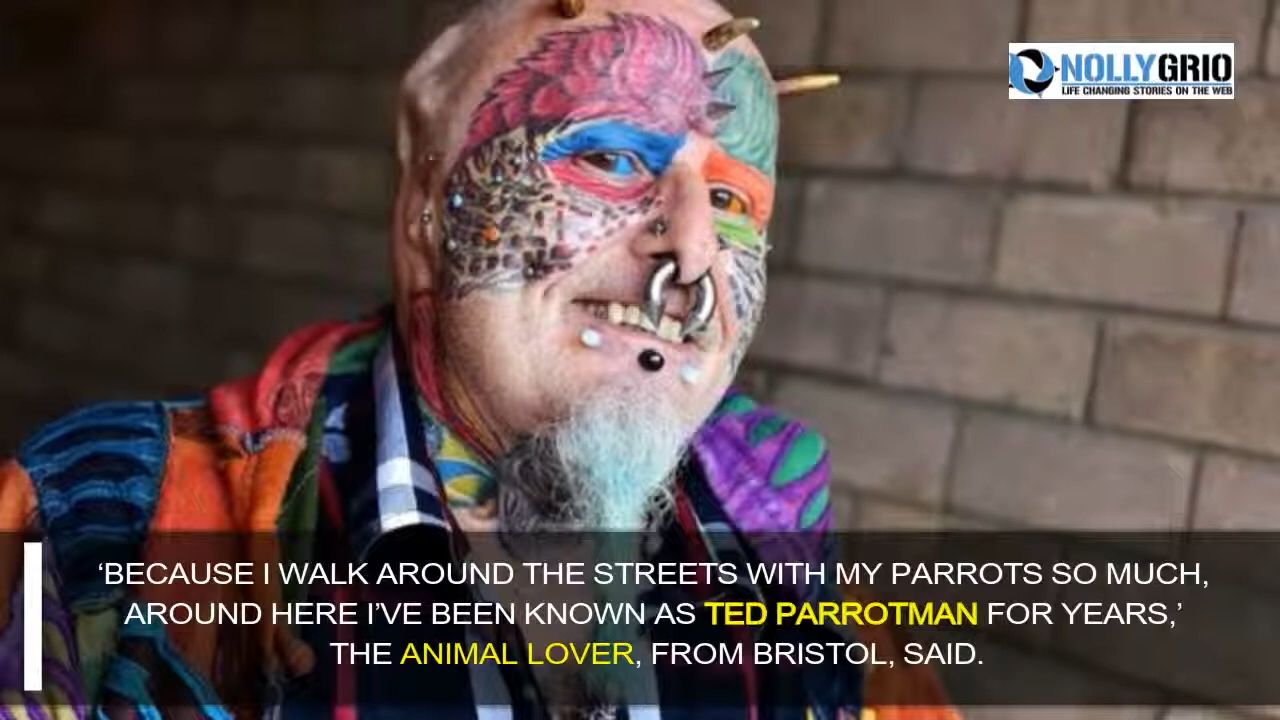 NOLLYGRIO
LIFE CHANGING STORIES ON THE WEB
‘BECAUSE I WALK AROUND THE STREETS WITH MY PARROTS SO MUCH,
AROUND HERE I’VE BEEN KNOWN AS TED PARROTMAN FOR YEARS,’
THE ANIMAL LOVER, FROM BRISTOL, SAID.